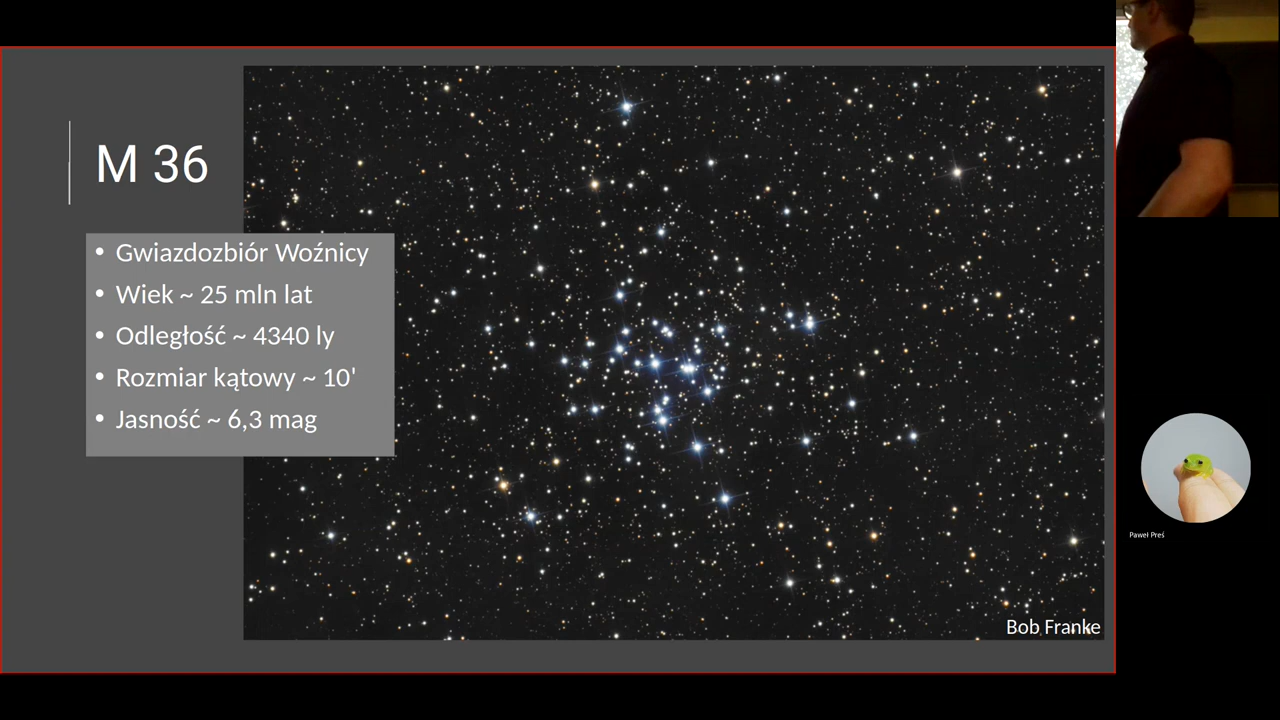 M 36
• Gwiazdozbiór Woźnicy
• Wiek ~ 25 mln lat
• Odległość ~ 4340 ly
• Rozmiar kątowy ~ 10'
• Jasność ~ 6,3 mag
Bob Franke
Paweł Preś